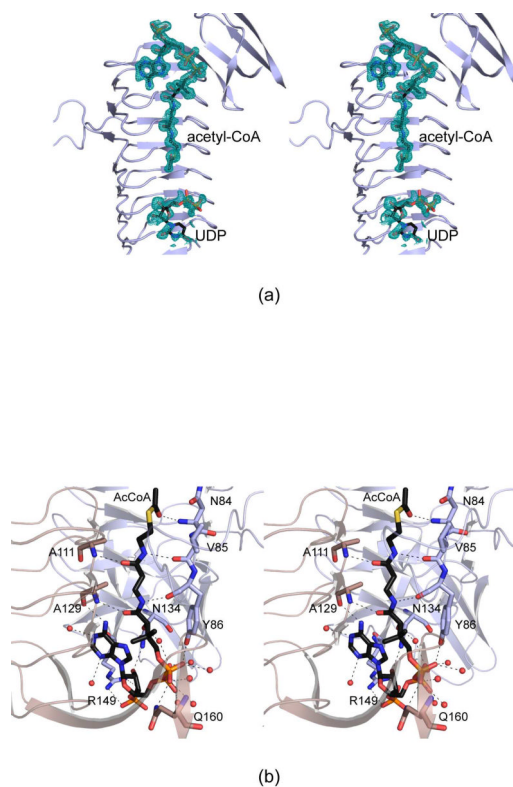 acetyl-CoA acetyl-CoA
UDP UDP
(a)
AcCoA N84 AcCoA N84
A111 V85 A111 V85
A129 N134 Y86 A129 N134 Y86
R149 Q160 R149 Q160
(b)